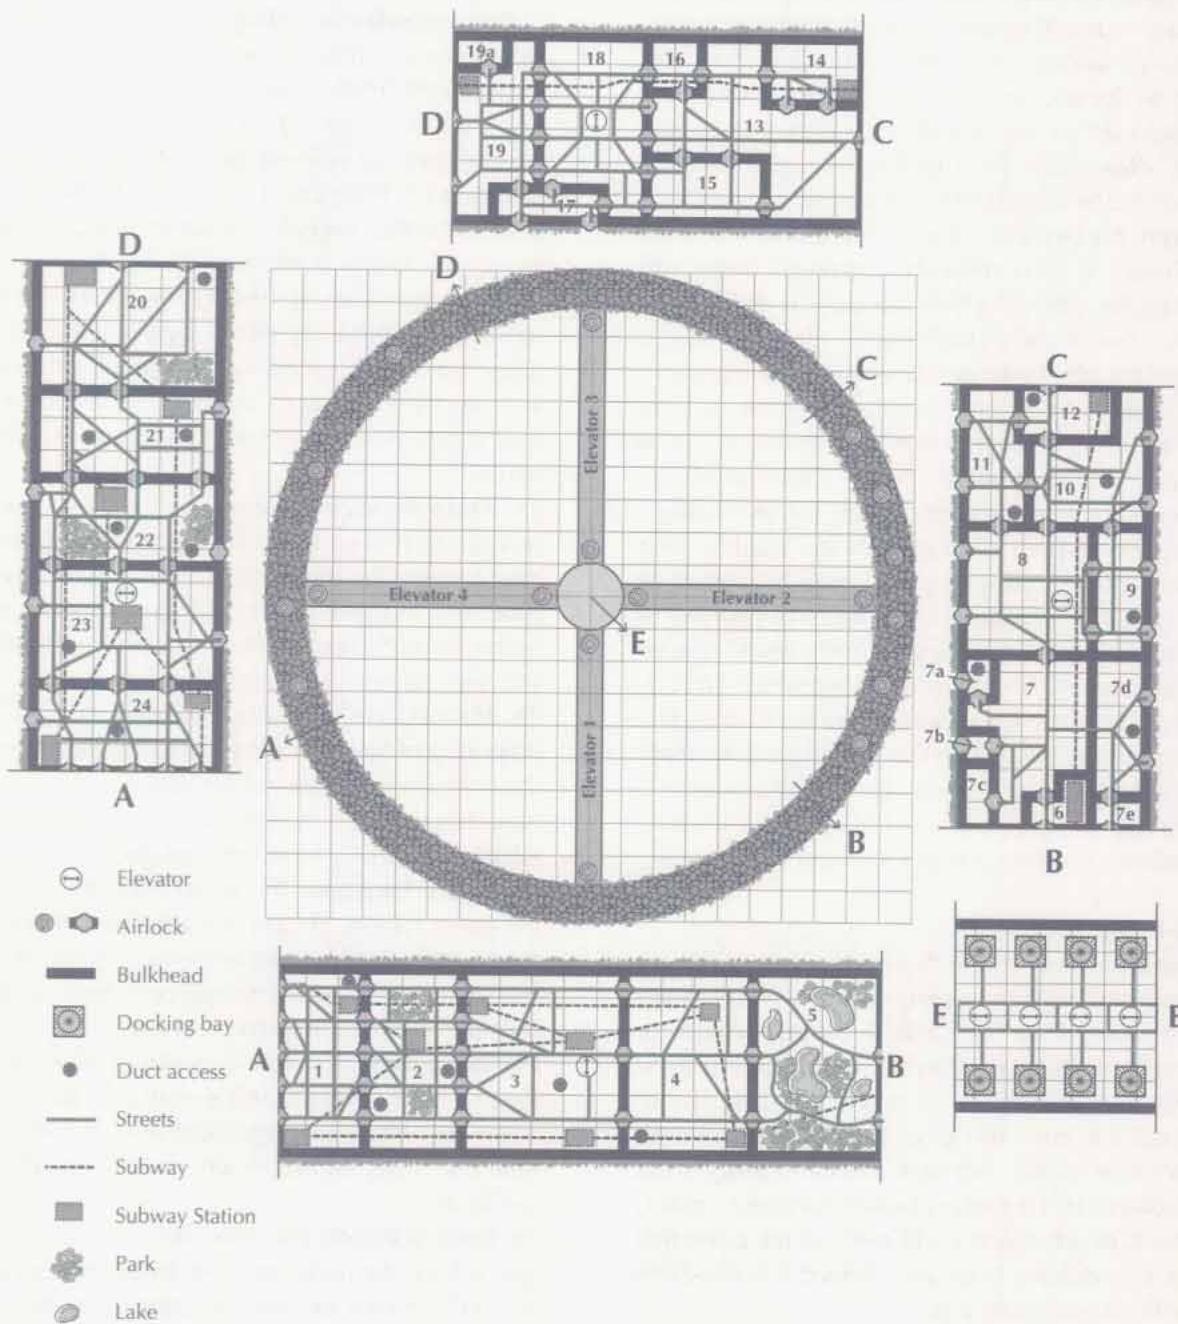 19a
18
16
14
D
13
C
19
15
17
D
20
21
22
23
24
A
D
C
Elevator 3
Elevator 4
Elevator 2
E
Elevator 1
A
B
C
12
11
10
8
9
7a
7
7d
7b
7c
6
7e
B
Elevator
Airlock
Bulkhead
Docking bay
Duct access
Streets
Subway
Subway Station
Park
Lake
A
1
2
3
4
5
B
E
E